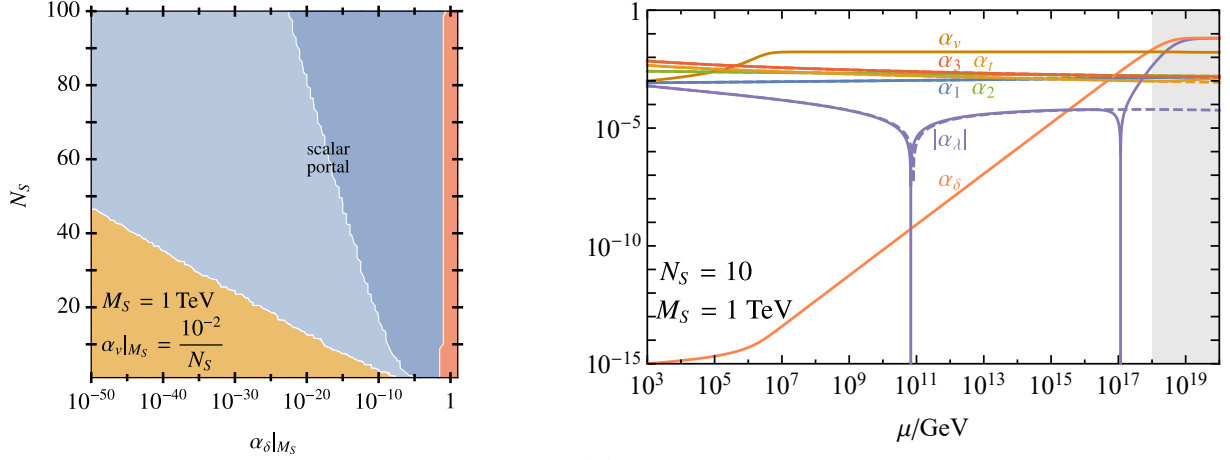 100
80
60
40
20
N_S
scalar
portal
M_S = 1 TeV
α_v|_{M_S} = 10^{-2}/N_S
10^{-50} 10^{-40} 10^{-30} 10^{-20} 10^{-10} 1
α_δ|_{M_S}
1
10^{-5}
10^{-10}
10^{-15}
α_v
α_3 α_t
α_1 α_2
|α_λ|
α_δ
N_S = 10
M_S = 1 TeV
10^3 10^5 10^7 10^9 10^{11} 10^{13} 10^{15} 10^{17} 10^{19}
μ/GeV